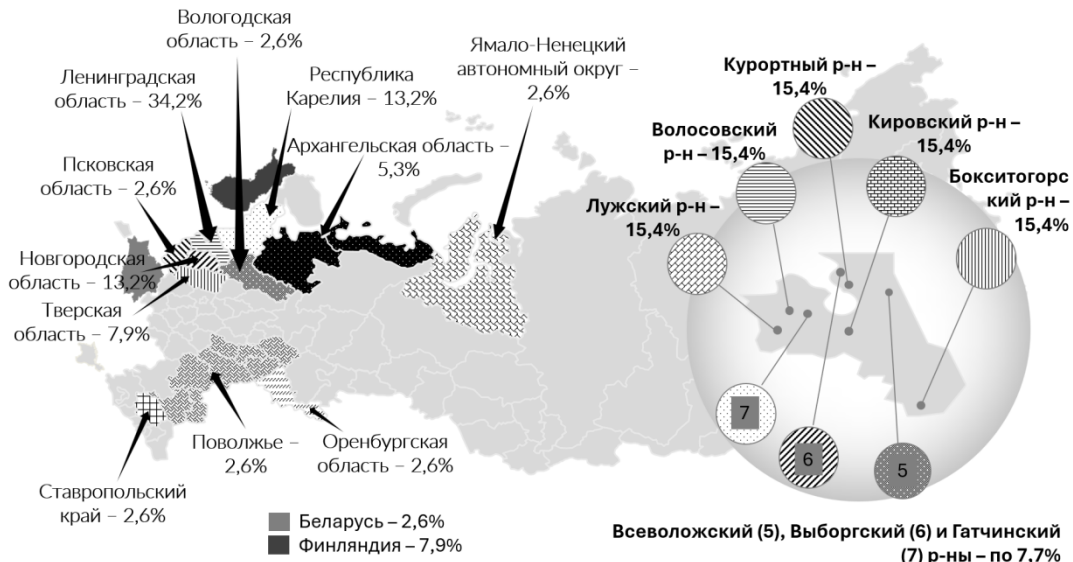 Вологодская
область – 2,6%
Ленинградская
область – 34,2%
Республика
Карелия – 13,2%
Ямало-Ненецкий
автономный округ –
2,6%
Псковская
область – 2,6%
Архангельская область –
5,3%
Новгородская
область – 13,2%
Тверская
область – 7,9%
Поволжье –
2,6%
Оренбургская
область – 2,6%
Ставропольский
край – 2,6%
Беларусь – 2,6%
Финляндия – 7,9%
Курортный р-н –
15,4%
Волосовский
р-н – 15,4%
Кировский р-н –
15,4%
Лужский р-н –
15,4%
Бокситогорс
кий р-н –
15,4%
7
6
5
Всеволожский (5), Выборгский (6) и Гатчинский
(7) р-ны – по 7,7%